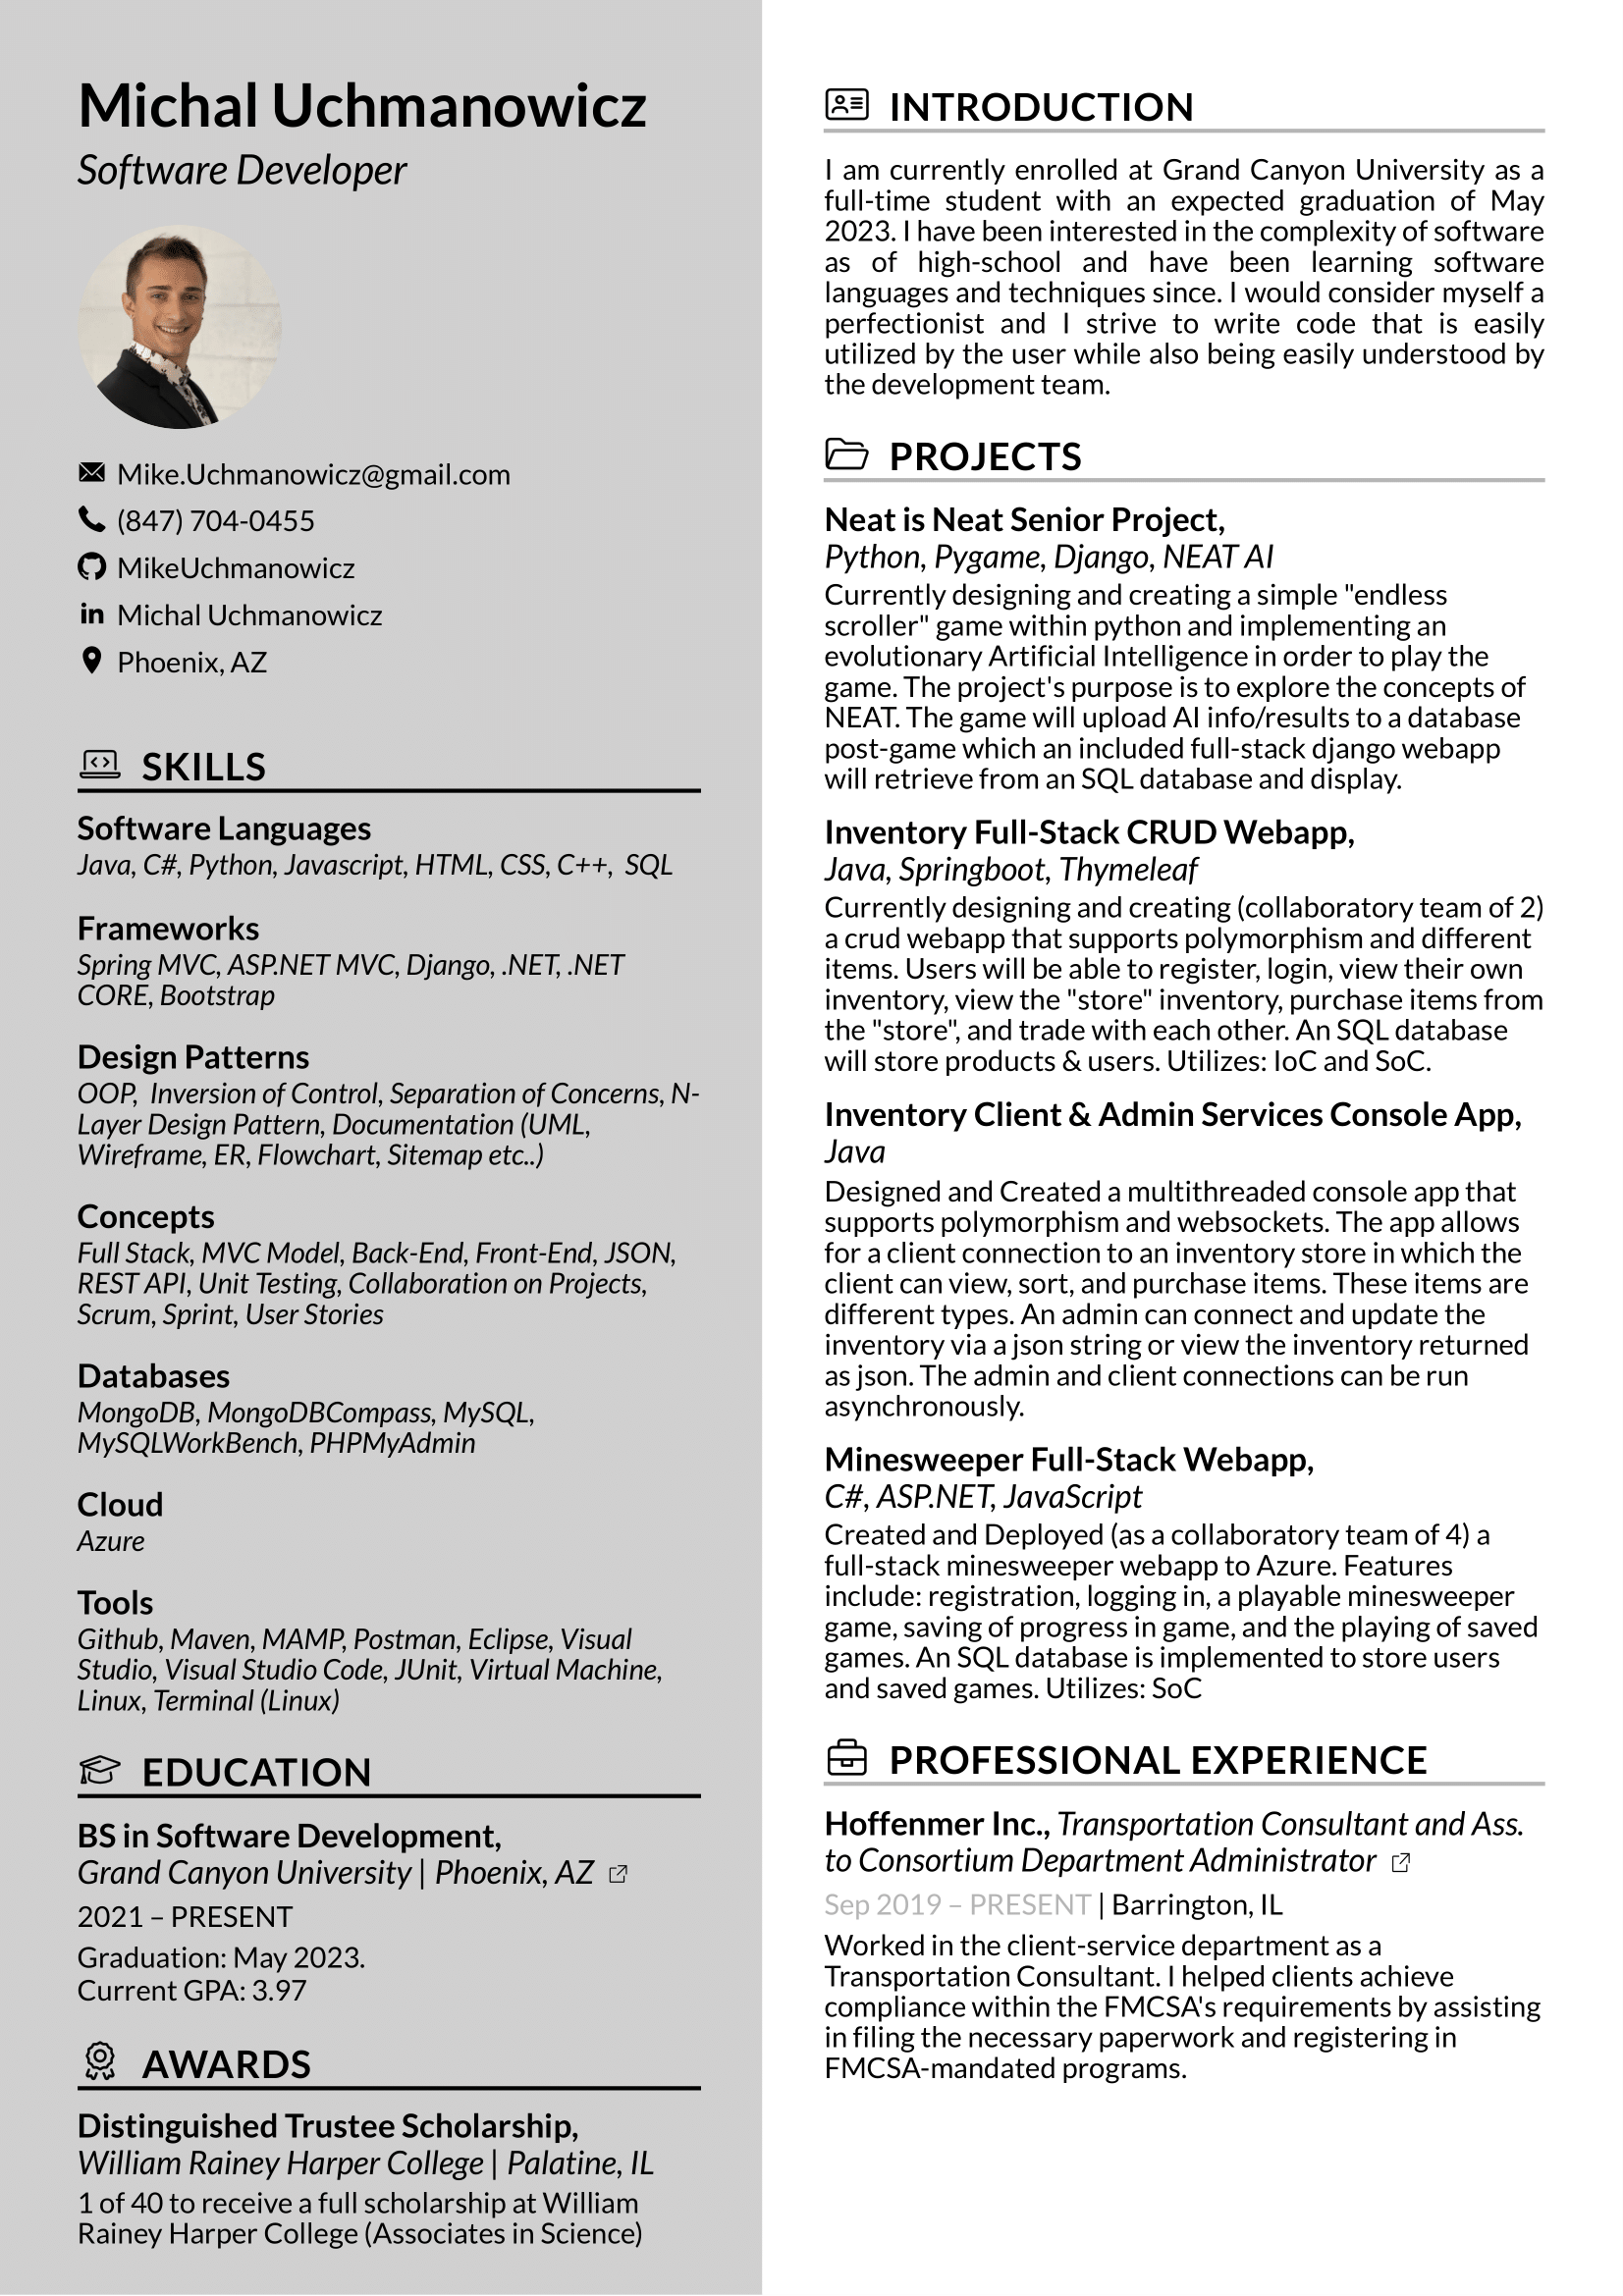 Michal Uchmanowicz
Software Developer
Mike.Uchmanowicz@gmail.com
(847) 704-0455
MikeUchmanowicz
in Michal Uchmanowicz
Phoenix, AZ
SKILLS
Software Languages
Java, C#, Python, Javascript, HTML, CSS, C++,  SQL
Frameworks
Spring MVC, ASP.NET MVC, Django, .NET, .NET
CORE, Bootstrap
Design Patterns
OOP,  Inversion of Control, Separation of Concerns, N-
Layer Design Pattern, Documentation (UML,
Wireframe, ER, Flowchart, Sitemap etc..)
Concepts
Full Stack, MVC Model, Back-End, Front-End, JSON,
REST API, Unit Testing, Collaboration on Projects,
Scrum, Sprint, User Stories
Databases
MongoDB, MongoDBCompass, MySQL,
MySQLWorkBench, PHPMyAdmin
Cloud
Azure
Tools
Github, Maven, MAMP, Postman, Eclipse, Visual
Studio, Visual Studio Code, JUnit, Virtual Machine,
Linux, Terminal (Linux)
EDUCATION
BS in Software Development,
Grand Canyon University | Phoenix, AZ
2021 – PRESENT
Graduation: May 2023.
Current GPA: 3.97
AWARDS
Distinguished Trustee Scholarship,
William Rainey Harper College | Palatine, IL
1 of 40 to receive a full scholarship at William
Rainey Harper College (Associates in Science)
INTRODUCTION
I am currently enrolled at Grand Canyon University as a
full-time student with an expected graduation of May
2023. I have been interested in the complexity of software
as of high-school and have been learning software
languages and techniques since. I would consider myself a
perfectionist and I strive to write code that is easily
utilized by the user while also being easily understood by
the development team.
PROJECTS
Neat is Neat Senior Project,
Python, Pygame, Django, NEAT AI
Currently designing and creating a simple "endless
scroller" game within python and implementing an
evolutionary Artificial Intelligence in order to play the
game. The project's purpose is to explore the concepts of
NEAT. The game will upload AI info/results to a database
post-game which an included full-stack django webapp
will retrieve from an SQL database and display.
Inventory Full-Stack CRUD Webapp,
Java, Springboot, Thymeleaf
Currently designing and creating (collaboratory team of 2)
a crud webapp that supports polymorphism and different
items. Users will be able to register, login, view their own
inventory, view the "store" inventory, purchase items from
the "store", and trade with each other. An SQL database
will store products & users. Utilizes: IoC and SoC.
Inventory Client & Admin Services Console App,
Java
Designed and Created a multithreaded console app that
supports polymorphism and websockets. The app allows
for a client connection to an inventory store in which the
client can view, sort, and purchase items. These items are
different types. An admin can connect and update the
inventory via a json string or view the inventory returned
as json. The admin and client connections can be run
asynchronously.
Minesweeper Full-Stack Webapp,
C#, ASP.NET, JavaScript
Created and Deployed (as a collaboratory team of 4) a
full-stack minesweeper webapp to Azure. Features
include: registration, logging in, a playable minesweeper
game, saving of progress in game, and the playing of saved
games. An SQL database is implemented to store users
and saved games. Utilizes: SoC
PROFESSIONAL EXPERIENCE
Hoffenmer Inc., Transportation Consultant and Ass.
to Consortium Department Administrator
Sep 2019 – PRESENT | Barrington, IL
Worked in the client-service department as a
Transportation Consultant. I helped clients achieve
compliance within the FMCSA's requirements by assisting
in filing the necessary paperwork and registering in
FMCSA-mandated programs.